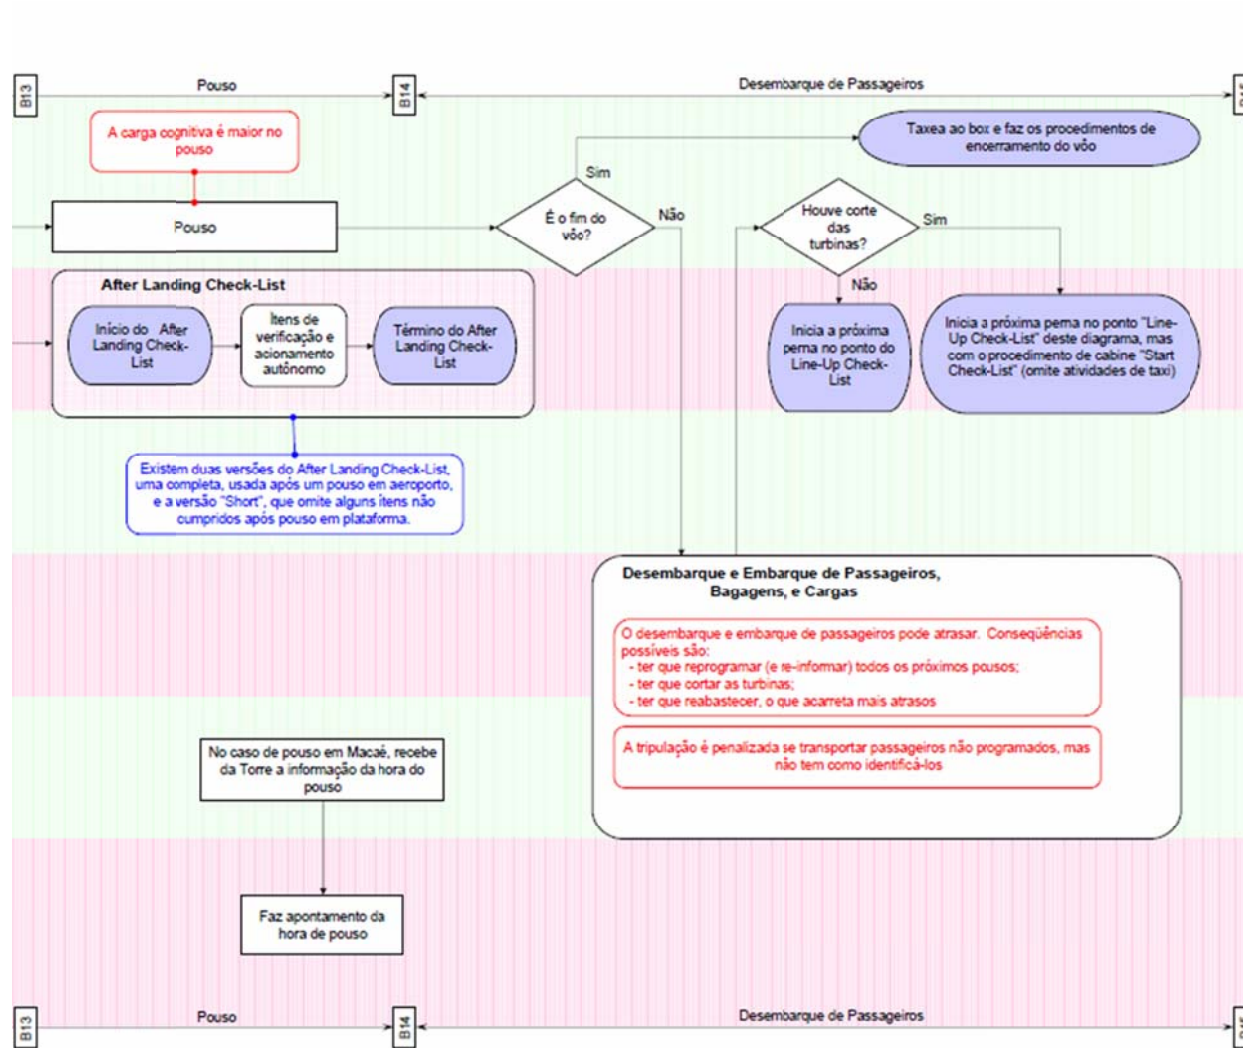 B13
Pouso
B14
Desembarque de Passageiros
A carga cognitiva é maior no
pouso
Taxea ao box e faz os procedimentos de
encerramento do vôo
Sim
Pouso
É o fim do
vôo?
Não
Houve corte
das
turbinas?
Sim
Não
After Landing Check-List
Início do After
Landing Check-
List
Ítens de
verificação e
acionamento
autônomo
Término do After
Landing Check-
List
Inicia a próxima
perna no ponto do
Line-Up Check-
List
Inicia a próxima perna no ponto "Line-
Up Check-List" deste diagrama, mas
com o procedimento de cabine "Start
Check-List" (omite atividades de taxi)
Existem duas versões do After Landing Check-List,
uma completa, usada após um pouso em aeroporto,
e a versão "Short", que omite alguns ítens não
cumpridos após pouso em plataforma.
Desembarque e Embarque de Passageiros,
Bagagens, e Cargas
O desembarque e embarque de passageiros pode atrasar. Conseqüências
possíveis são:
- ter que reprogramar (e re-informar) todos os próximos pousos;
- ter que cortar as turbinas;
- ter que reabastecer, o que acarreta mais atrasos
A tripulação é penalizada se transportar passageiros não programados, mas
não tem como identificá-los
No caso de pouso em Macaé, recebe
da Torre a informação da hora do
pouso
Faz apontamento da
hora de pouso
B13
Pouso
B14
Desembarque de Passageiros